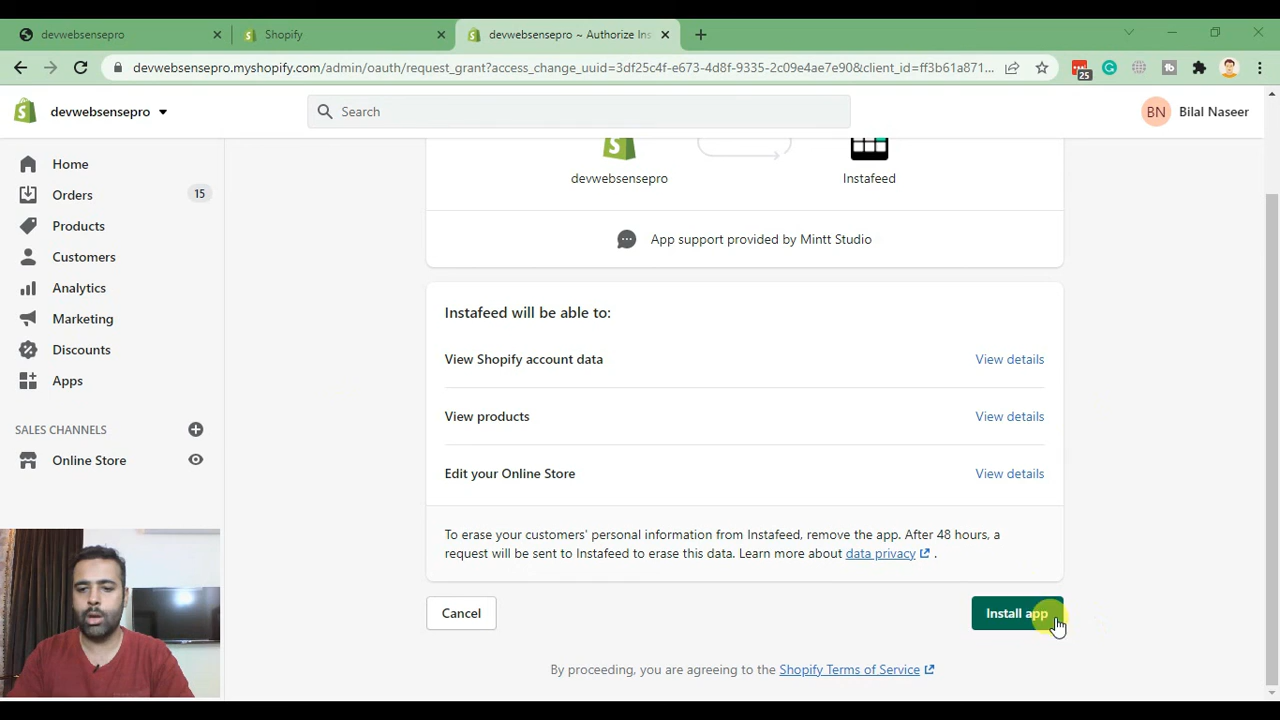 devwebsensepro
Shopify
devwebsensepro ~ Authorize Ins
devwebsensepro.myshopify.com/admin/oauth/request_grant?access_change_uuid=3df25c4f-e673-4d8f-9335-2c09e4ae7e90&client_id=ff3b61a871...
25
devwebsensepro
Search
BN
Bilal Naseer
Home
Orders
15
Products
Customers
Analytics
Marketing
Discounts
Apps
SALES CHANNELS
Online Store
devwebsensepro
Instafeed
App support provided by Mintt Studio
Instafeed will be able to:
View Shopify account data
View details
View products
View details
Edit your Online Store
View details
To erase your customers' personal information from Instafeed, remove the app. After 48 hours, a
request will be sent to Instafeed to erase this data. Learn more about data privacy .
Cancel
Install app
By proceeding, you are agreeing to the Shopify Terms of Service